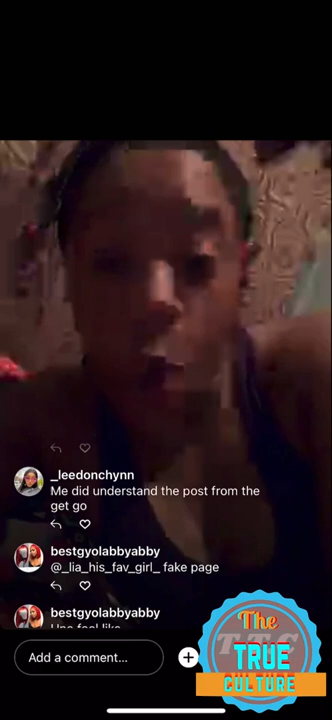 _leedonchynn
Me did understand the post from the
get go
bestgyolabbyabby
@_lia_his_fav_girl_ fake page
bestgyolabbyabby
Add a comment...
The
TRUE
CULTURE